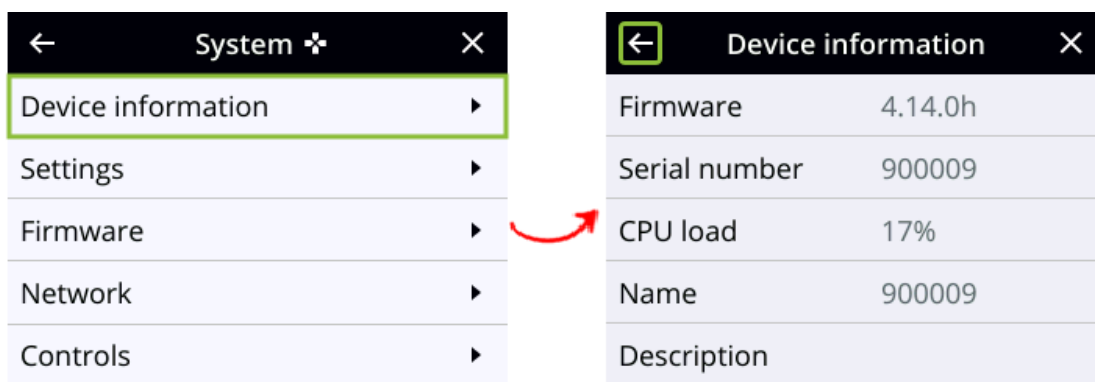 System
Device information
Settings
Firmware
Network
Controls
Device information
Firmware 4.14.0h
Serial number 900009
CPU load 17%
Name 900009
Description